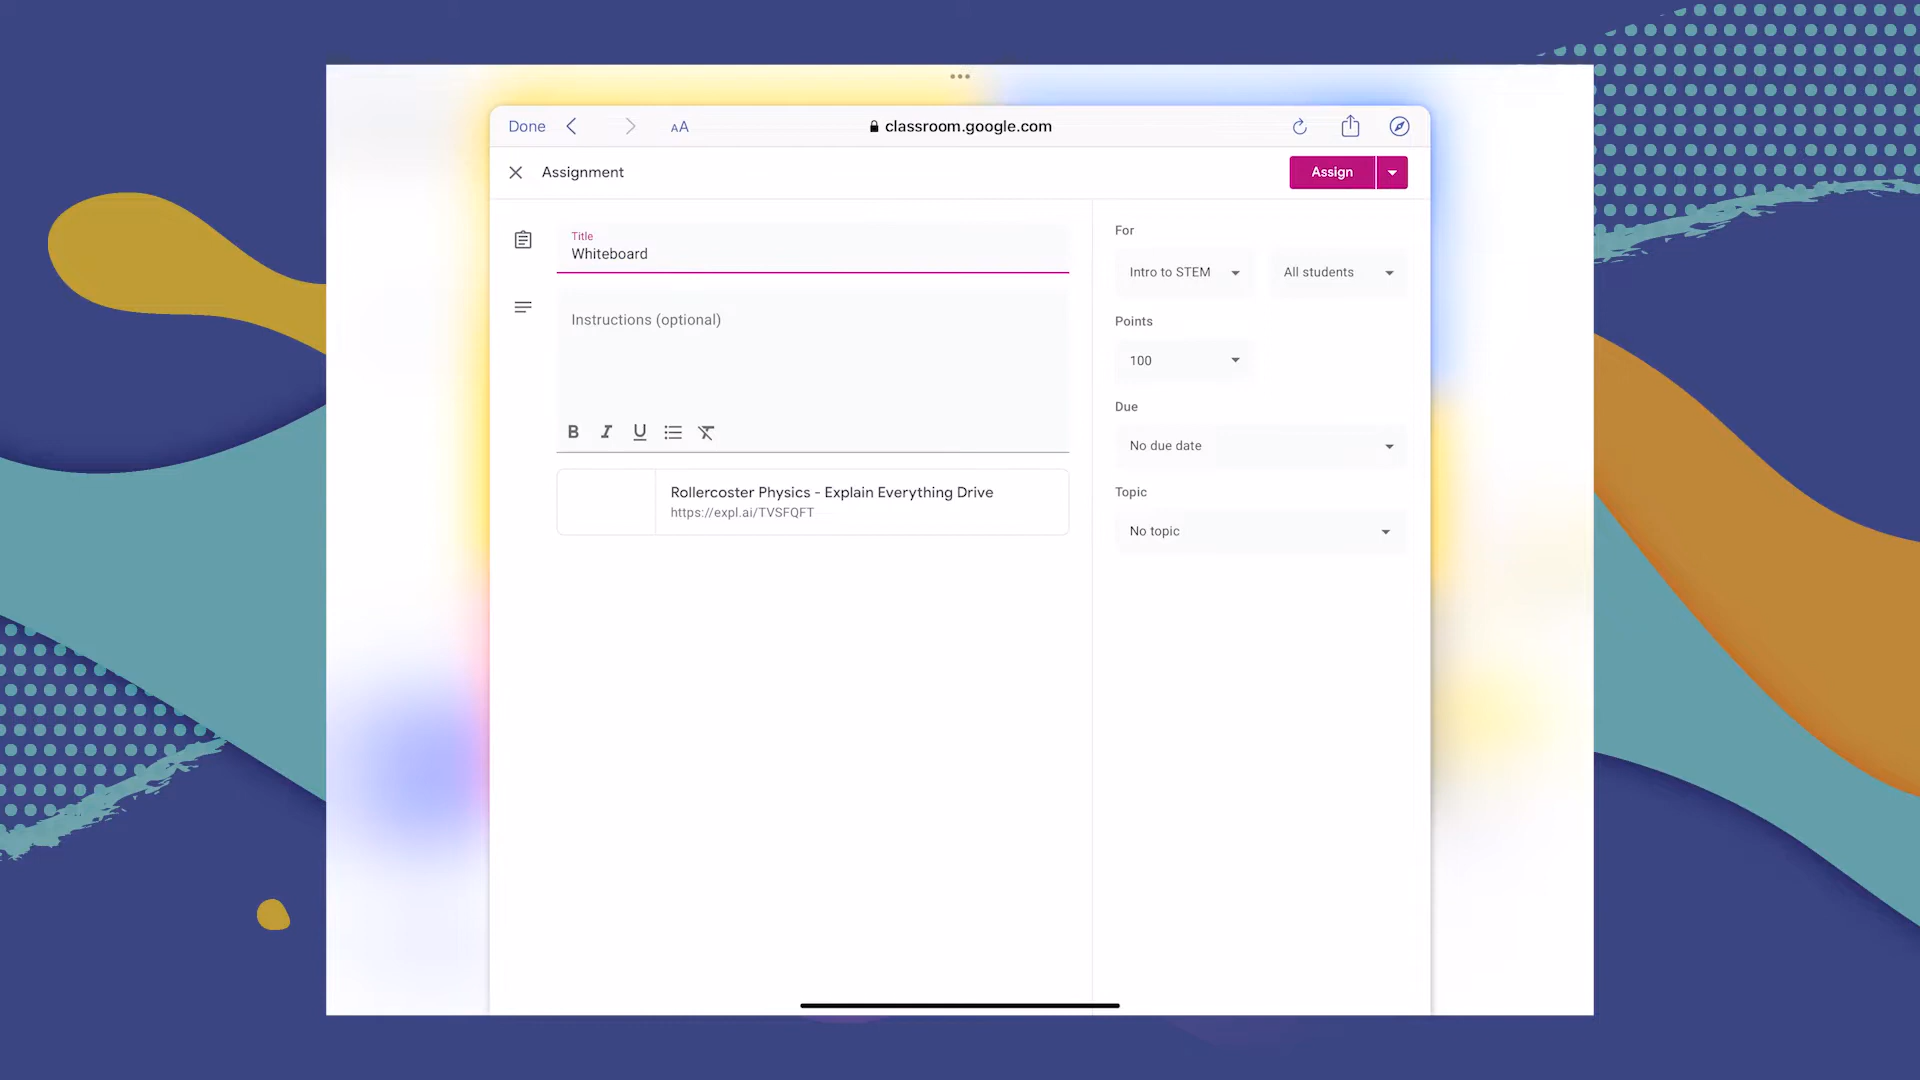 Done
AA
classroom.google.com
Assignment
Assign
Title
Whiteboard
Instructions (optional)
B I U
Rollercoster Physics - Explain Everything Drive
https://expl.ai/TVSFQFT
For
Intro to STEM
All students
Points
100
Due
No due date
Topic
No topic